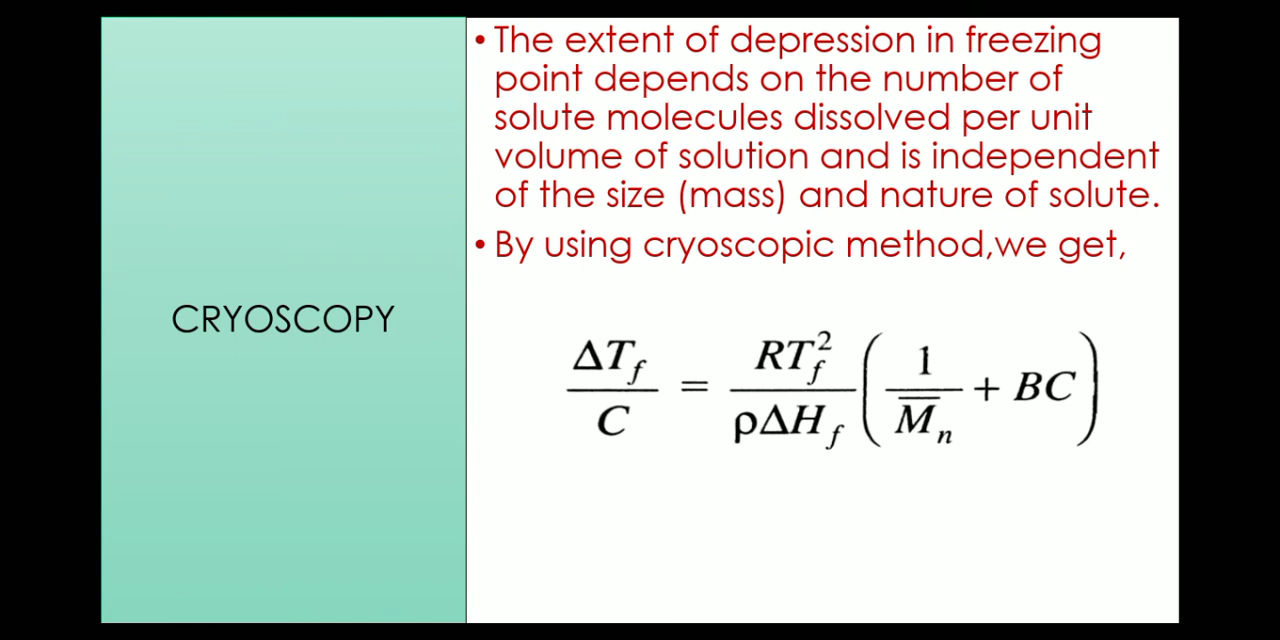 CRYOSCOPY
• The extent of depression in freezing
point depends on the number of
solute molecules dissolved per unit
volume of solution and is independent
of the size (mass) and nature of solute.
• By using cryoscopic method,we get,
ΔT_f / C = RT_f² / ρΔH_f ( 1 / M̅_n + BC )